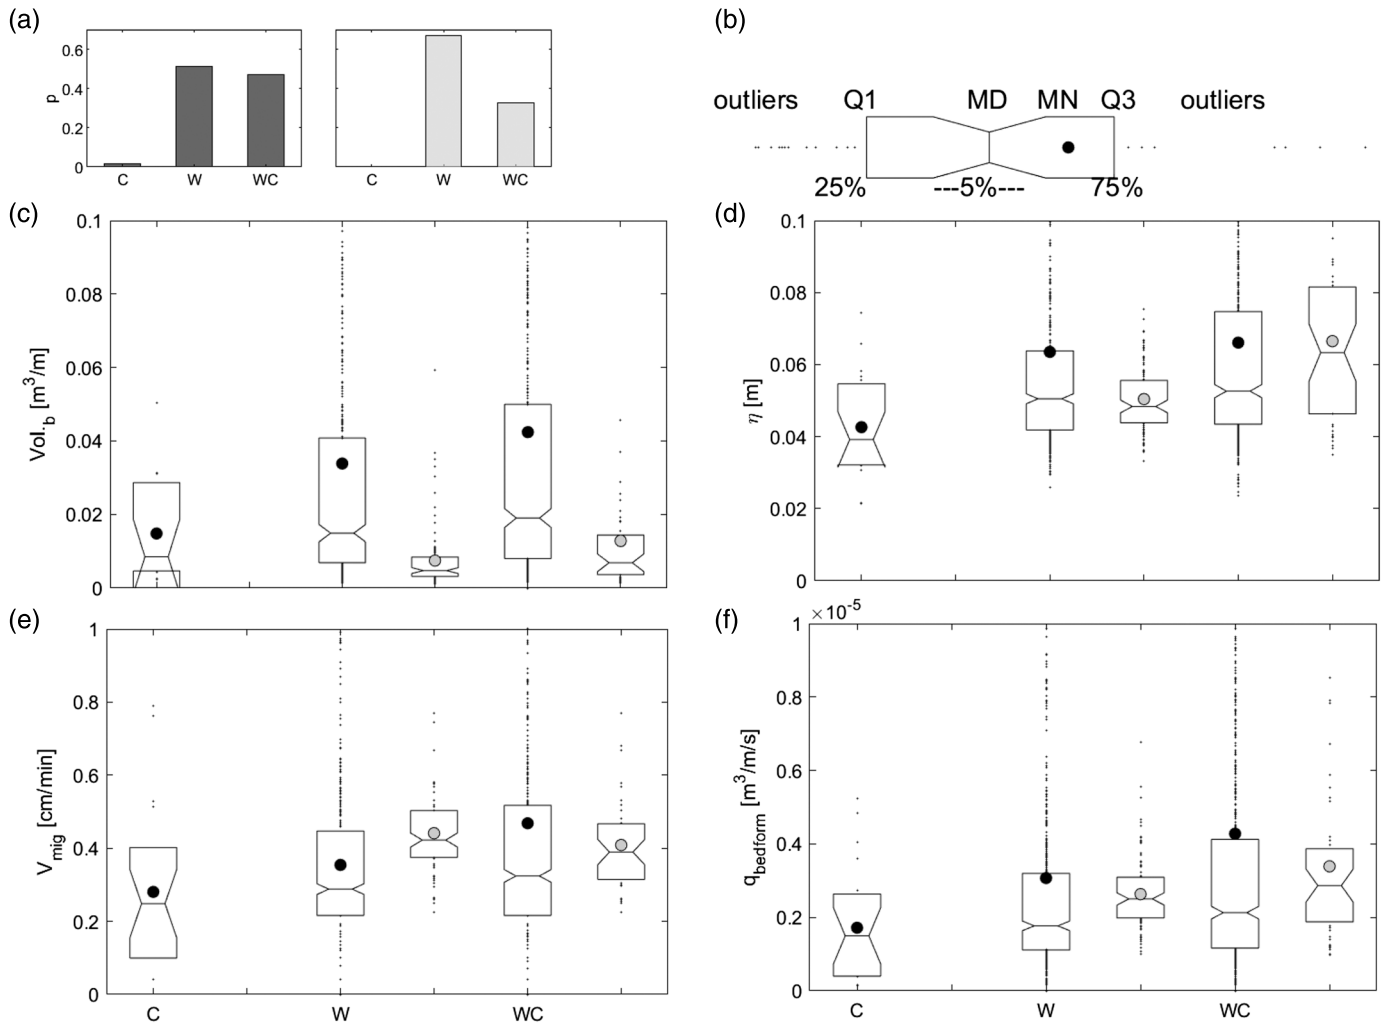 (a)
p
0.6
0.4
0.2
0
C W WC
C W WC
(b)
outliers Q1 MD MN Q3 outliers
25% ---5%--- 75%
(c)
Vol.b [m3/m]
0.1
0.08
0.06
0.04
0.02
0
(d)
η [m]
0.1
0.08
0.06
0.04
0.02
0
(e)
Vmig [cm/min]
1
0.8
0.6
0.4
0.2
0
C W WC
(f)
×10-5
qbedform [m3/m/s]
1
0.8
0.6
0.4
0.2
0
C W WC